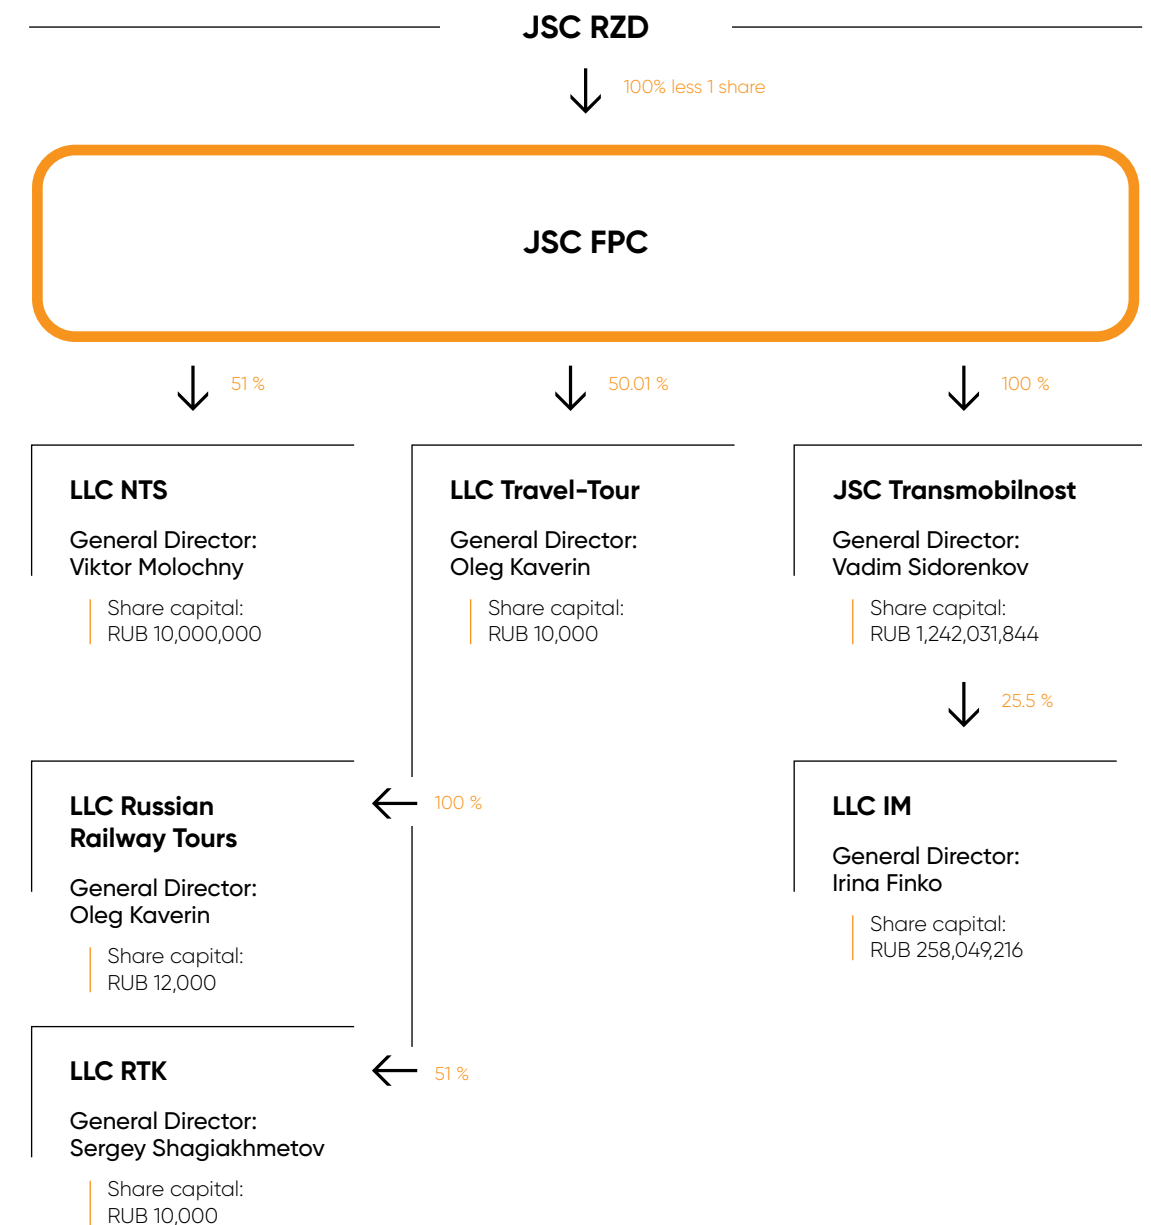 JSC RZD
100% less 1 share
JSC FPC
51 %
50.01 %
100 %
LLC NTS
General Director:
Viktor Molochny
Share capital:
RUB 10,000,000
LLC Travel-Tour
General Director:
Oleg Kaverin
Share capital:
RUB 10,000
JSC Transmobilnost
General Director:
Vadim Sidorenkov
Share capital:
RUB 1,242,031,844
25.5 %
LLC Russian
Railway Tours
General Director:
Oleg Kaverin
Share capital:
RUB 12,000
100 %
LLC IM
General Director:
Irina Finko
Share capital:
RUB 258,049,216
LLC RTK
General Director:
Sergey Shagiakhmetov
Share capital:
RUB 10,000
51 %